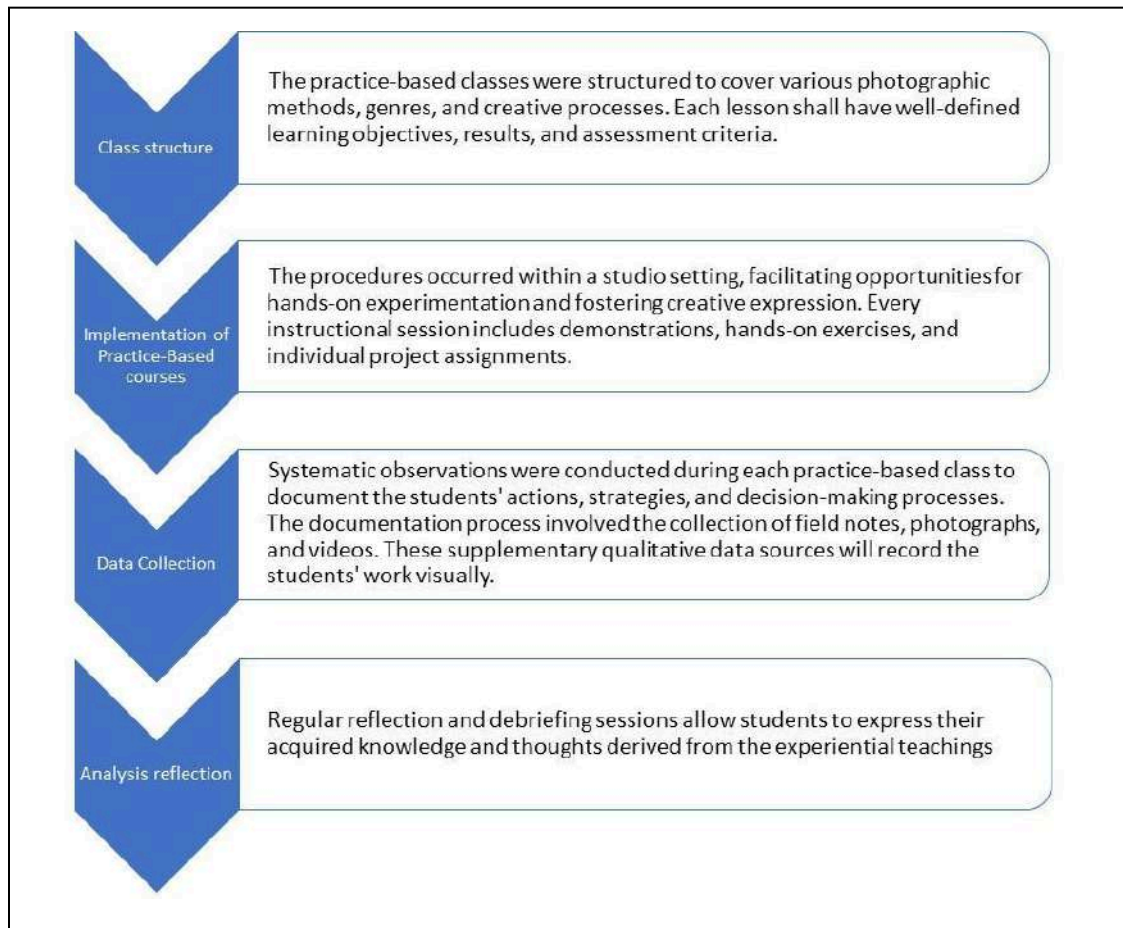 Class structure
The practice-based classes were structured to cover various photographic
methods, genres, and creative processes. Each lesson shall have well-defined
learning objectives, results, and assessment criteria.
Implementation of
Practice-Based
courses
The procedures occurred within a studio setting, facilitating opportunities for
hands-on experimentation and fostering creative expression. Every
instructional session includes demonstrations, hands-on exercises, and
individual project assignments.
Data Collection
Systematic observations were conducted during each practice-based class to
document the students' actions, strategies, and decision-making processes.
The documentation process involved the collection of field notes, photographs,
and videos. These supplementary qualitative data sources will record the
students' work visually.
Analysis reflection
Regular reflection and debriefing sessions allow students to express their
acquired knowledge and thoughts derived from the experiential teachings